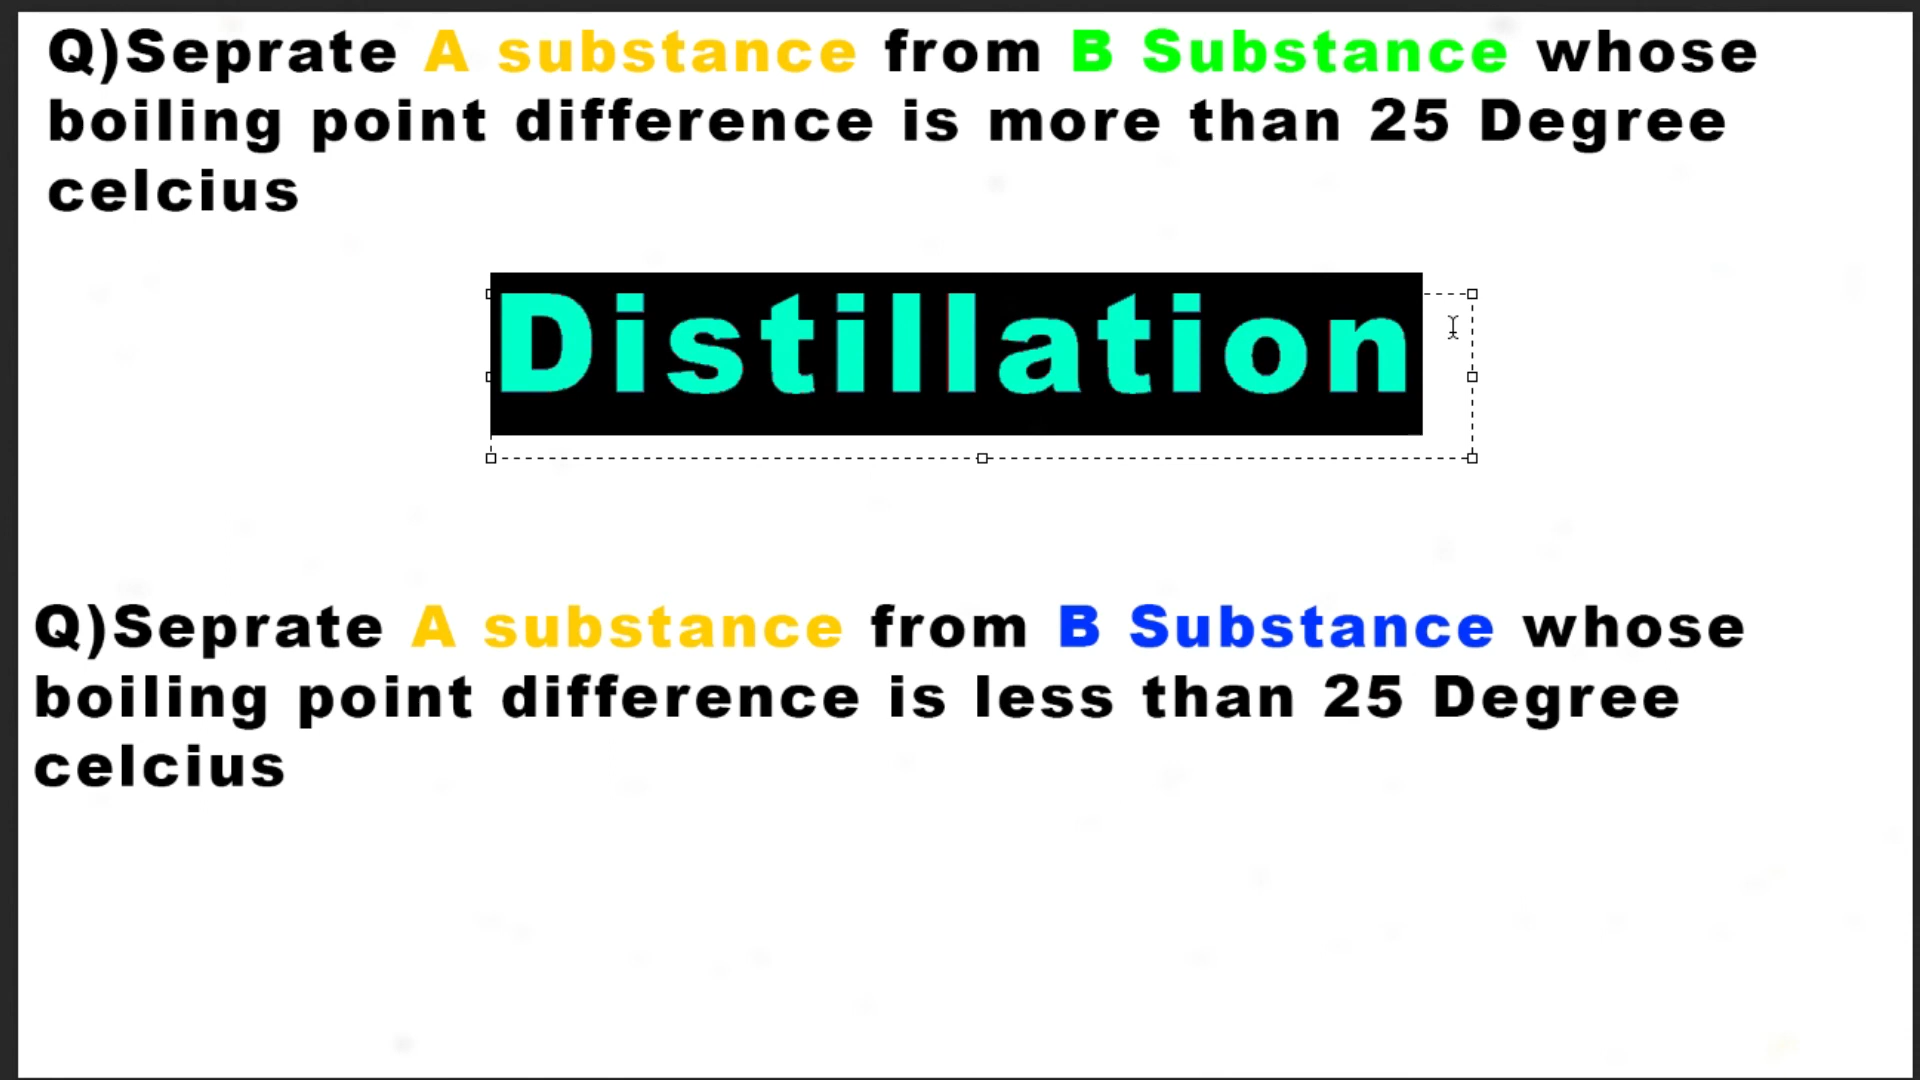 Q)Seprate A substance from B Substance whose
boiling point difference is more than 25 Degree
celcius
Distillation
Q)Seprate A substance from B Substance whose
boiling point difference is less than 25 Degree
celcius